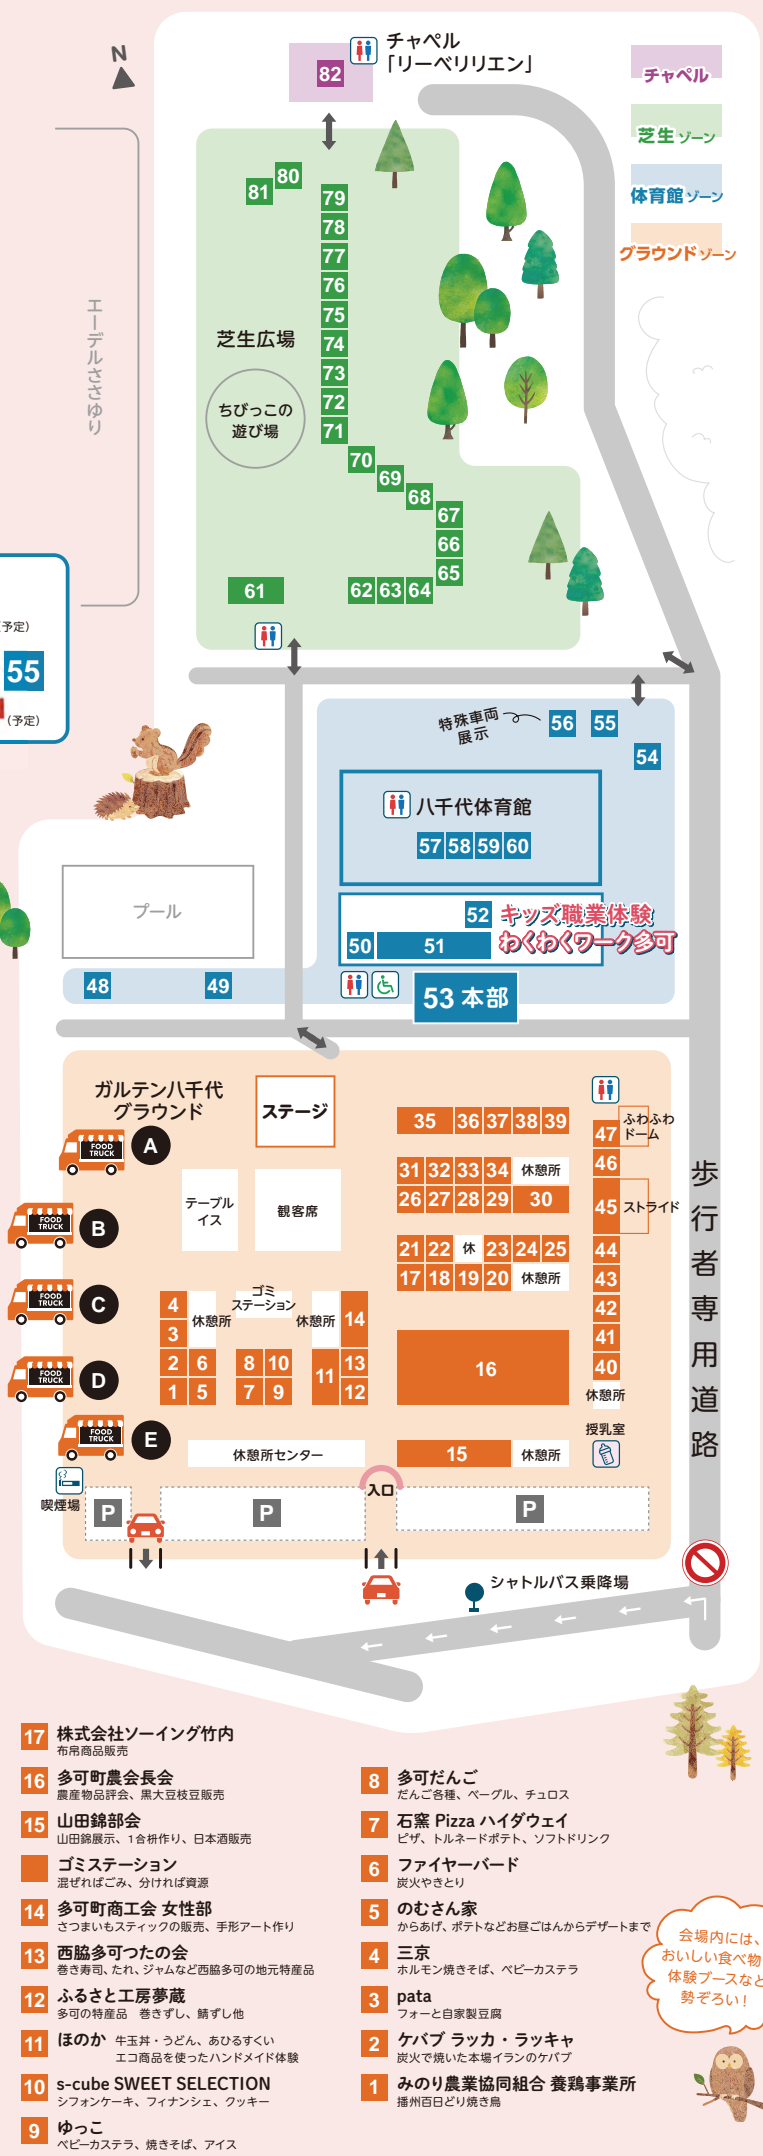 N
チャペル
「リーベリリエン」
82
チャペル
芝生ゾーン
体育館ゾーン
グラウンドゾーン
エーデルささゆり
80
81
79
78
77
76
75
74
73
72
71
70
69
68
67
66
65
64
63
62
61
芝生広場
ちびっこの
遊び場
予定)
55
(予定)
特殊車両
展示
56
55
54
八千代体育館
57
58
59
60
52
キッズ職業体験
わくわくワーク多可
50
51
53 本部
プール
48
49
ガルテン八千代
グラウンド
ステージ
FOOD
TRUCK
A
FOOD
TRUCK
B
FOOD
TRUCK
C
FOOD
TRUCK
D
FOOD
TRUCK
E
テーブル
イス
観客席
35 36 37 38 39
31 32 33 34 休憩所
26 27 28 29 30
21 22 休 23 24 25
17 18 19 20 休憩所
47
ふわふわ
ドーム
46
45
ストライド
44
43
42
41
40
休憩所
授乳室
歩行者専用道路
ゴミ
ステーション
4
休憩所
休憩所
14
3
2 6 8 10 11 13
1 5 7 9 12
16
休憩所センター
15
休憩所
喫煙場
入口
P
P
P
シャトルバス乗降場
17 株式会社ソーイング竹内
布帛商品販売
16 多可町農会長会
農産物品評会、黒大豆枝豆販売
15 山田錦部会
山田錦展示、1合枡作り、日本酒販売
ゴミステーション
混ぜればごみ、分ければ資源
14 多可町商工会 女性部
さつまいもスティックの販売、手形アート作り
13 西脇多可つたの会
巻き寿司、たれ、ジャムなど西脇多可の地元特産品
12 ふるさと工房夢蔵
多可の特産品 巻きずし、鯖ずし他
11 ほのか 牛玉丼・うどん、あひるすくい
エコ商品を使ったハンドメイド体験
10 s-cube SWEET SELECTION
シフォンケーキ、フィナンシェ、クッキー
9 ゆっこ
ベビーカステラ、焼きそば、アイス
8 多可だんご
だんご各種、ベーグル、チュロス
7 石窯 Pizza ハイダウェイ
ピザ、トルネードポテト、ソフトドリンク
6 ファイヤーバード
炭火やきとり
5 のむさん家
からあげ、ポテトなどお昼ごはんからデザートまで
4 三京
ホルモン焼きそば、ベビーカステラ
3 pata
フォーと自家製豆腐
2 ケバブ ラッカ・ラッキャ
炭火で焼いた本場イランのケバブ
1 みのり農業協同組合 養鶏事業所
播州百日どり焼き鳥
会場内には、
おいしい食べ物
体験ブースなど
勢ぞろい!